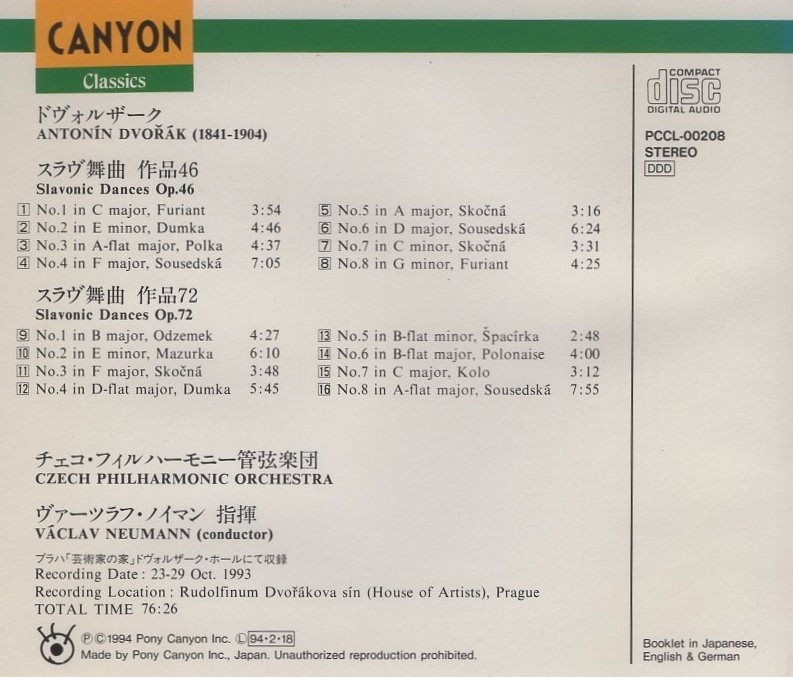 CANYON
Classics
ドヴォルザーク
ANTONÍN DVOŘÁK (1841-1904)
スラヴ舞曲 作品46
Slavonic Dances Op.46
1 No.1 in C major, Furiant 3:54
2 No.2 in E minor, Dumka 4:46
3 No.3 in A-flat major, Polka 4:37
4 No.4 in F major, Sousedská 7:05
5 No.5 in A major, Skočná 3:16
6 No.6 in D major, Sousedská 6:24
7 No.7 in C minor, Skočná 3:31
8 No.8 in G minor, Furiant 4:25
スラヴ舞曲 作品72
Slavonic Dances Op.72
9 No.1 in B major, Odzemek 4:27
10 No.2 in E minor, Mazurka 6:10
11 No.3 in F major, Skočná 3:48
12 No.4 in D-flat major, Dumka 5:45
13 No.5 in B-flat minor, Špacírka 2:48
14 No.6 in B-flat major, Polonaise 4:00
15 No.7 in C major, Kolo 3:12
16 No.8 in A-flat major, Sousedská 7:55
チェコ・フィルハーモニー管弦楽団
CZECH PHILHARMONIC ORCHESTRA
ヴァーツラフ・ノイマン 指揮
VÁCLAV NEUMANN (conductor)
プラハ「芸術家の家」ドヴォルザーク・ホールにて収録
Recording Date : 23-29 Oct. 1993
Recording Location : Rudolfinum Dvořákova sín (House of Artists), Prague
TOTAL TIME 76:26
Ⓟ©1994 Pony Canyon Inc. Ⓛ94・2・18
Made by Pony Canyon Inc., Japan. Unauthorized reproduction prohibited.
COMPACT
disc
DIGITAL AUDIO
PCCL-00208
STEREO
DDD
Booklet in Japanese,
English & German